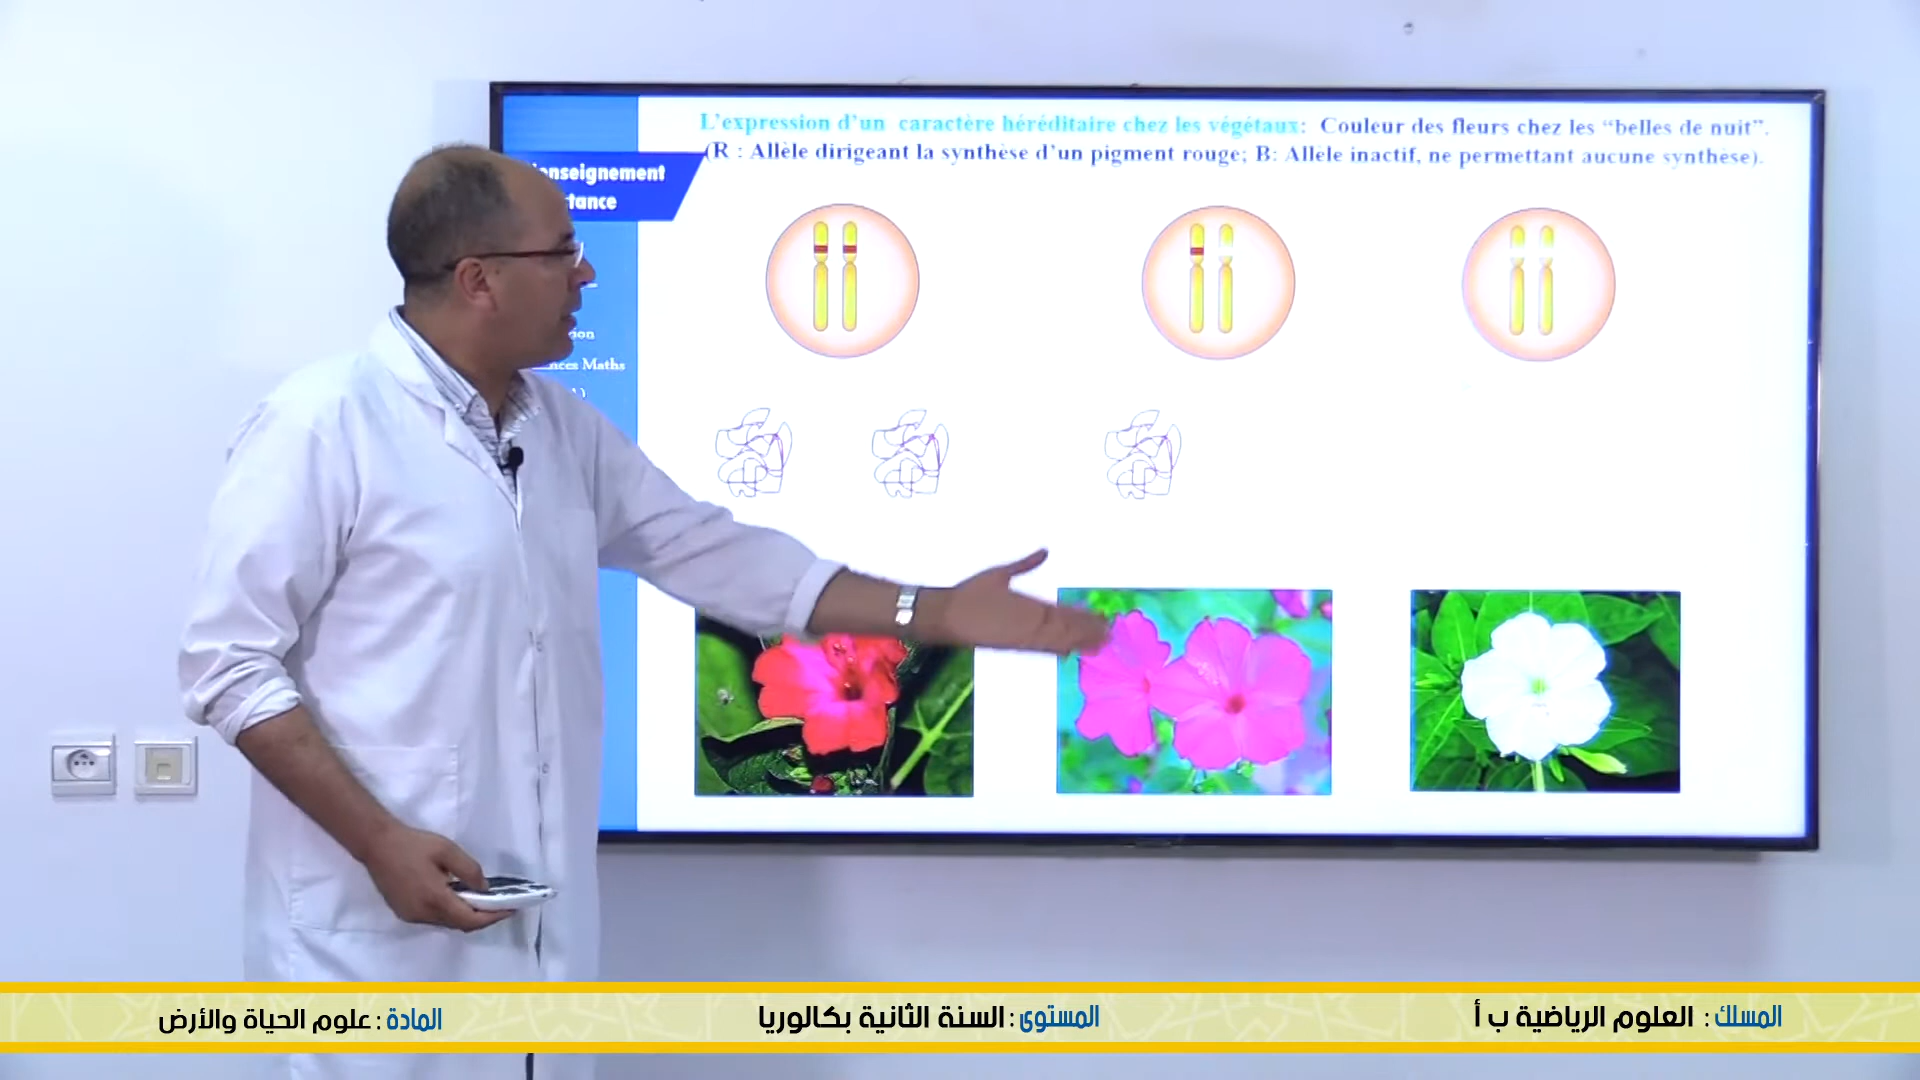 L'expression d'un caractère héréditaire chez les végétaux: Couleur des fleurs chez les “belles de nuit”.
(R : Allèle dirigeant la synthèse d'un pigment rouge; B: Allèle inactif, ne permettant aucune synthèse).
enseignement
tance
Maths
المسلك : العلوم الرياضية ب أ
المستوى : السنة الثانية بكالوريا
المادة : علوم الحياة والأرض